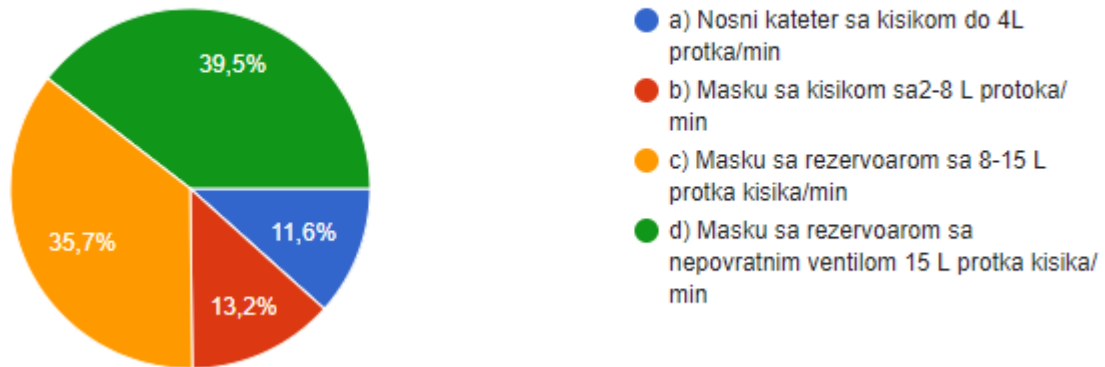 39,5%
35,7%
11,6%
13,2%
a) Nosni kateter sa kisikom do 4L
protka/min
b) Masku sa kisikom sa2-8 L protoka/
min
c) Masku sa rezervoarom sa 8-15 L
protka kisika/min
d) Masku sa rezervoarom sa
nepovratnim ventilom 15 L protka kisika/
min